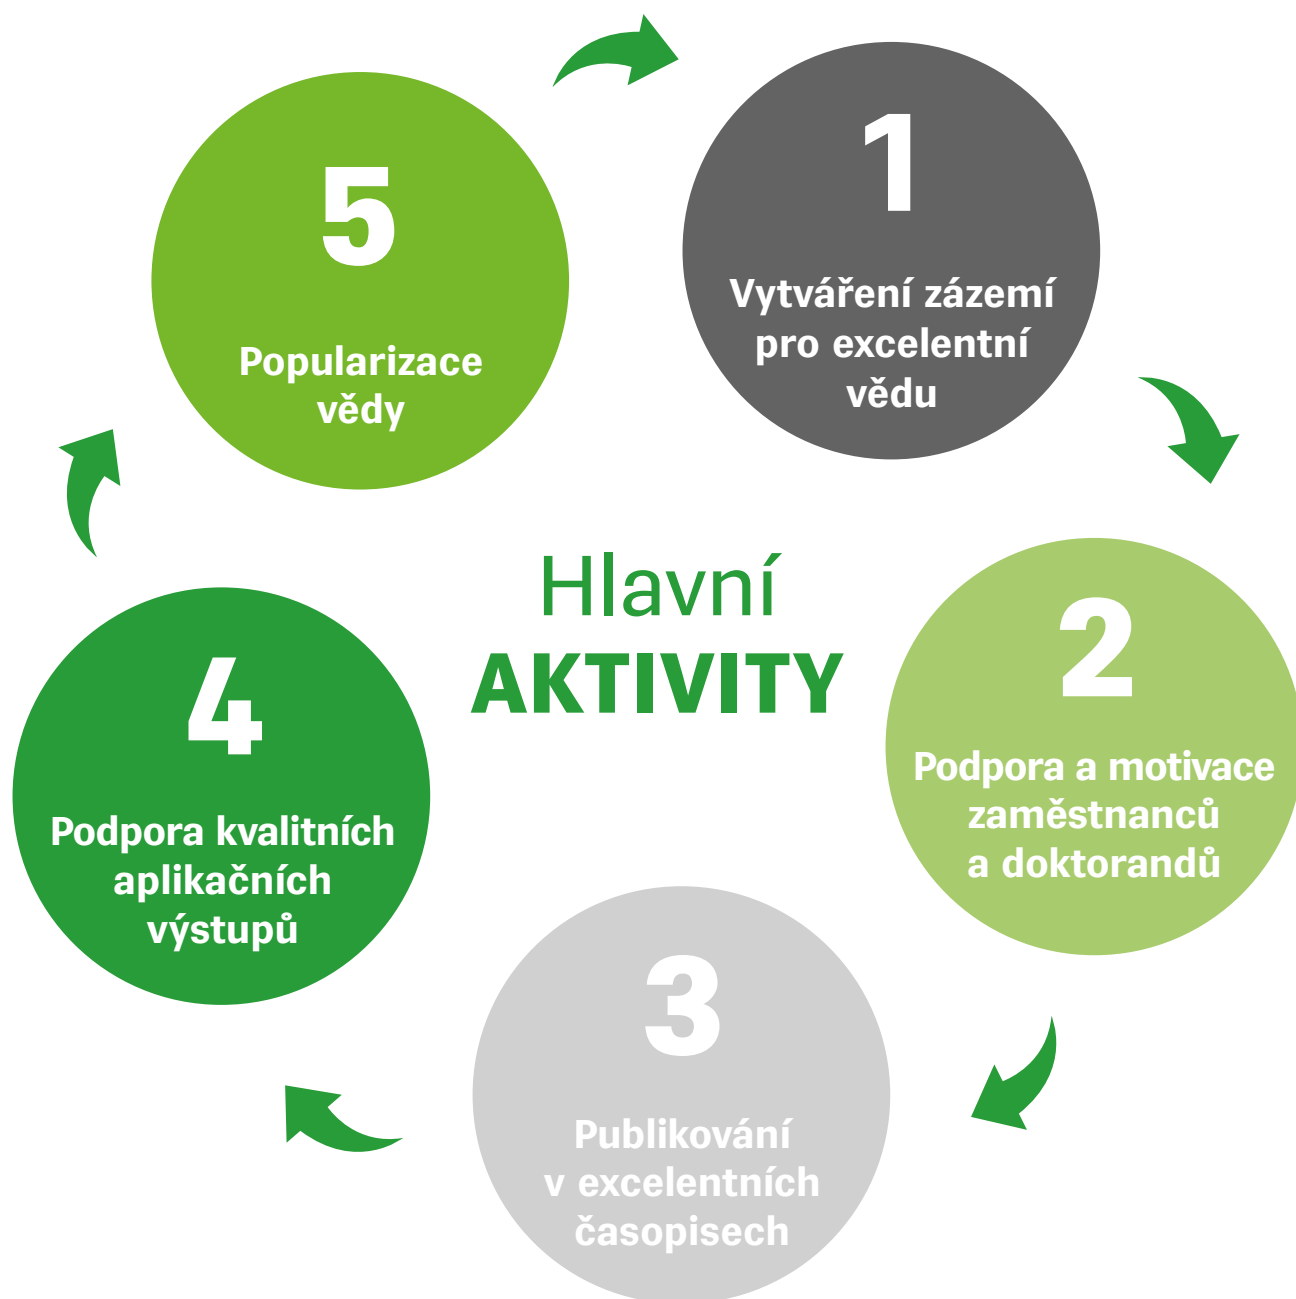 Hlavní
AKTIVITY
1
Vytváření zázemí
pro excelentní
vědu
2
Podpora a motivace
zaměstnanců
a doktorandů
3
Publikování
v excelentních
časopisech
4
Podpora kvalitních
aplikačních
výstupů
5
Popularizace
vědy